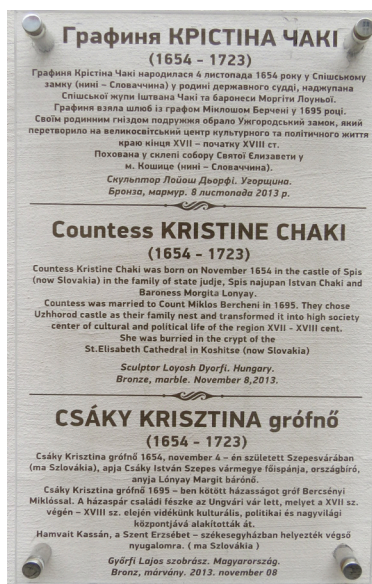 Графиня КРІСТІНА ЧАКІ
(1654 - 1723)
Графиня Крістіна Чакі народилася 4 листопада 1654 року у Спішському
замку (нині – Словаччина) у родині державного судді, наджупана
Спішської жупи Іштвана Чакі та баронеси Моргіти Лоуньої.
Графиня взяла шлюб із графом Міклошом Берчені у 1695 році.
Своїм родинним гніздом подружжя обрало Ужгородський замок, який
перетворило на великосвітський центр культурного та політичного життя
краю кінця XVII – початку XVIII ст.
Похована у склепі собору Святої Елизавети у
м. Кошице (нині – Словаччина).
Скульптор Лойош Дьорфі. Угорщина.
Бронза, мармур. 8 листопада 2013 р.
Countess KRISTINE CHAKI
(1654 - 1723)
Countess Kristine Chaki was born on November 1654 in the castle of Spis
(now Slovakia) in the family of state judje, Spis najupan Istvan Chaki and
Baroness Morgita Lonyay.
Countess was married to Count Miklos Bercheni in 1695. They chose
Uzhhorod castle as their family nest and transformed it into high society
center of cultural and political life of the region XVII - XVIII cent.
She was burried in the crypt of the
St.Elisabeth Cathedral in Koshitse (now Slovakia)
Sculptor Loyosh Dyorfi. Hungary.
Bronze, marble. November 8,2013.
CSÁKY KRISZTINA grófnő
(1654 - 1723)
Csáky Krisztina grófnő 1654, november 4 – én született Szepesvárában
(ma Szlovákia), apja Csáky István Szepes vármegye főispánja, országbíró,
anyja Lónyay Margit bárónő.
Csáky Krisztina grófnő 1695 – ben kötött házasságot gróf Bercsényi
Miklóssal. A házaspár családi fészke az Ungvári vár lett, melyet a XVII sz.
végén – XVIII sz. elején vidékünk kulturális, politikai és nagyvilági
központjává alakították át.
Hamvait Kassán, a Szent Erzsébet – székesegyházban helyezték végső
nyugalomra. ( ma Szlovákia )
Győrfi Lajos szobrász. Magyarország.
Bronz, márvány. 2013. november 08